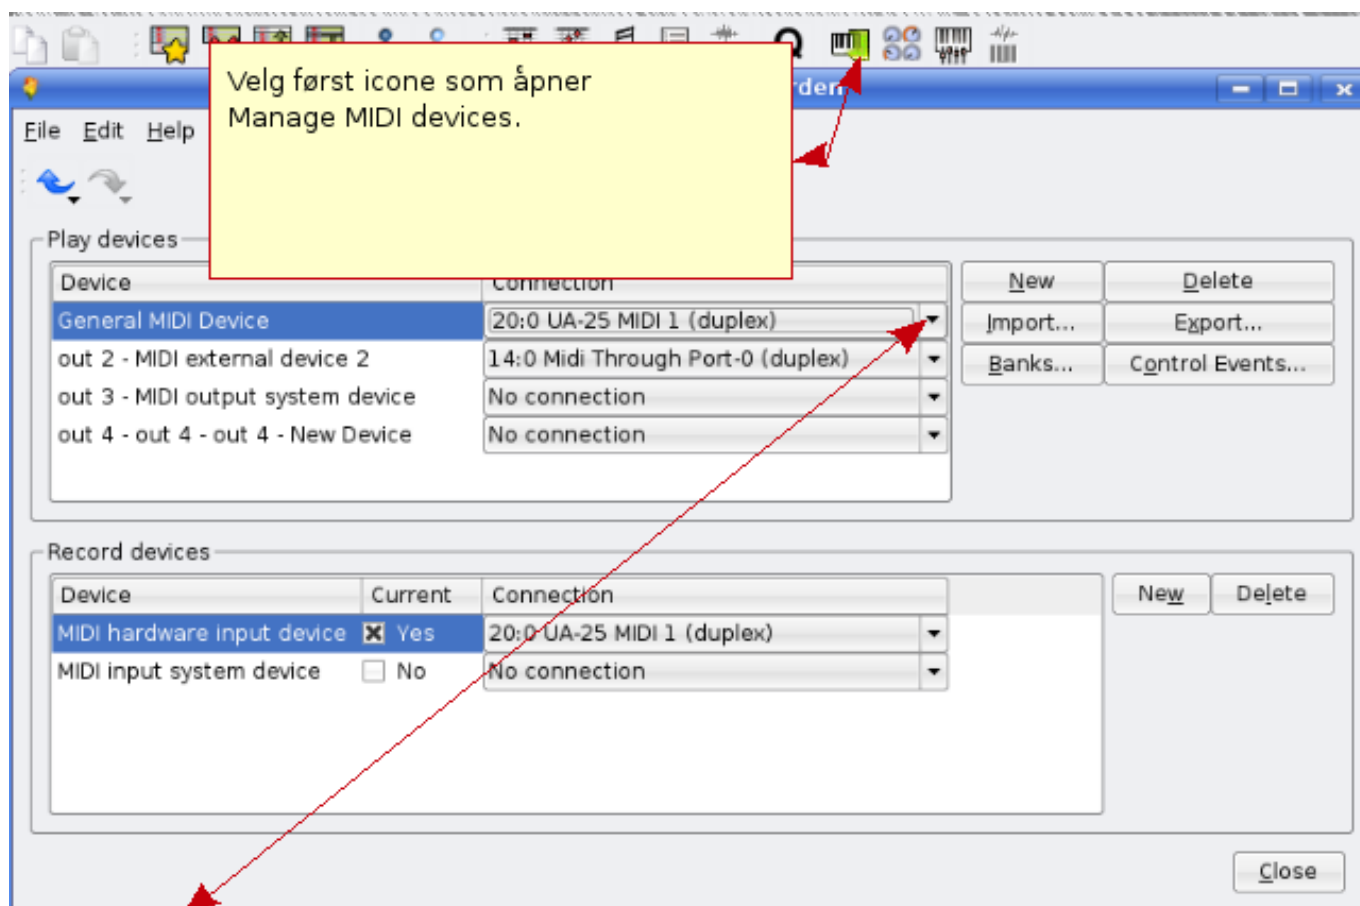 Velg først icone som åpner
Manage MIDI devices.
rden
File Edit Help
Play devices
Device Connection New Delete
General MIDI Device 20:0 UA-25 MIDI 1 (duplex) Import... Export...
out 2 - MIDI external device 2 14:0 Midi Through Port-0 (duplex) Banks... Control Events...
out 3 - MIDI output system device No connection
out 4 - out 4 - out 4 - New Device No connection
Record devices
Device Current Connection New Delete
MIDI hardware input device Yes 20:0 UA-25 MIDI 1 (duplex)
MIDI input system device No No connection
Close